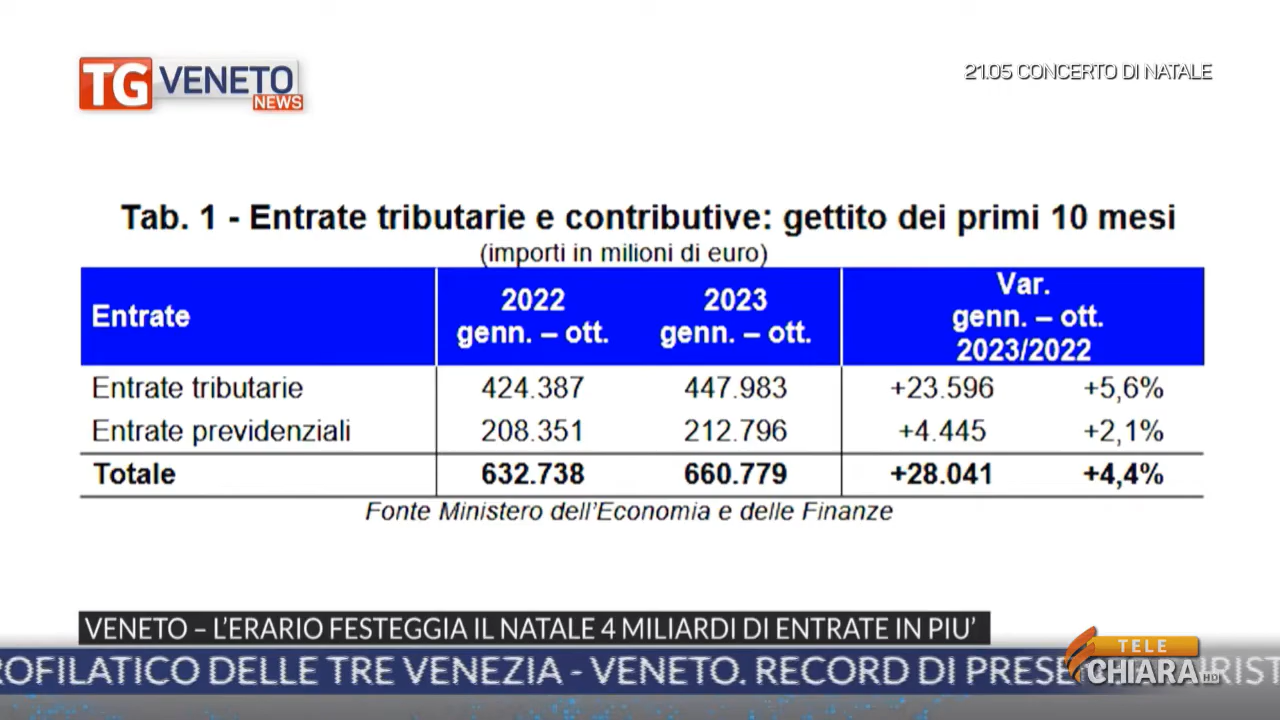 TG VENETO
NEWS
21.05 CONCERTO DI NATALE
Tab. 1 - Entrate tributarie e contributive: gettito dei primi 10 mesi
(importi in milioni di euro)
Entrate 2022 genn. – ott. 2023 genn. – ott. Var. genn. – ott. 2023/2022
Entrate tributarie 424.387 447.983 +23.596 +5,6%
Entrate previdenziali 208.351 212.796 +4.445 +2,1%
Totale 632.738 660.779 +28.041 +4,4%
Fonte Ministero dell'Economia e delle Finanze
VENETO – L'ERARIO FESTEGGIA IL NATALE 4 MILIARDI DI ENTRATE IN PIU'
TELE
CHIARA HD
DELLE TRE VENEZIA - VENETO. RECORD DI